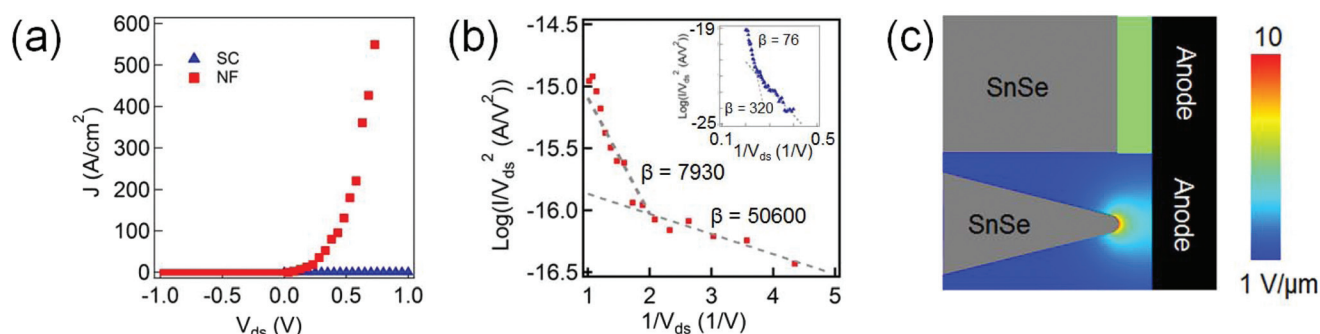 (a)
J (A/cm²)
600
500
400
300
200
100
0
SC
NF
-1.0
-0.5
0.0
0.5
1.0
Vds (V)
(b)
Log(I/Vds² (A/V²)
-15.0
-15.5
-16.0
-16.5
β = 7930
β = 50600
1
2
3
4
5
1/Vds (1/V)
Log(I/Vds² (A/V²))
-19
-25
β = 76
β = 320
0.1
0.5
1/Vds (1/V)
(c)
SnSe
Anode
SnSe
Anode
10
1 V/µm